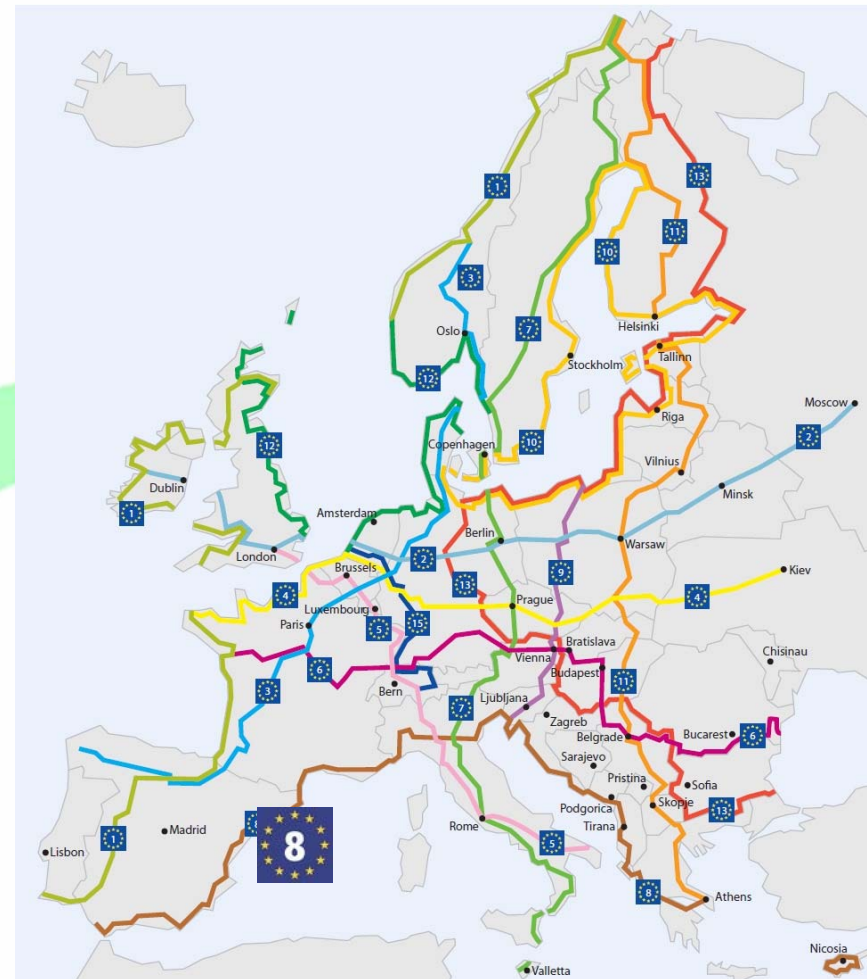 1
13
11
10
3
7
Oslo
Helsinki
12
Stockholm
Tallinn
Moscow
Riga
12
Copenhagen
10
2
Vilnius
Dublin
Minsk
1
Amsterdam
Berlin
London
2
Warsaw
Brussels
13
9
Kiev
4
Luxembourg
Prague
4
Paris
5
15
Vienna
Bratislava
Chisinau
6
Budapest
Bern
11
3
7
Ljubljana
Zagreb
Belgrade
Bucarest
6
Sarajevo
Pristina
Sofia
Podgorica
Skopje
13
1
Madrid
8
8
Rome
Tirana
5
Lisbon
8
Athens
Nicosia
Valletta